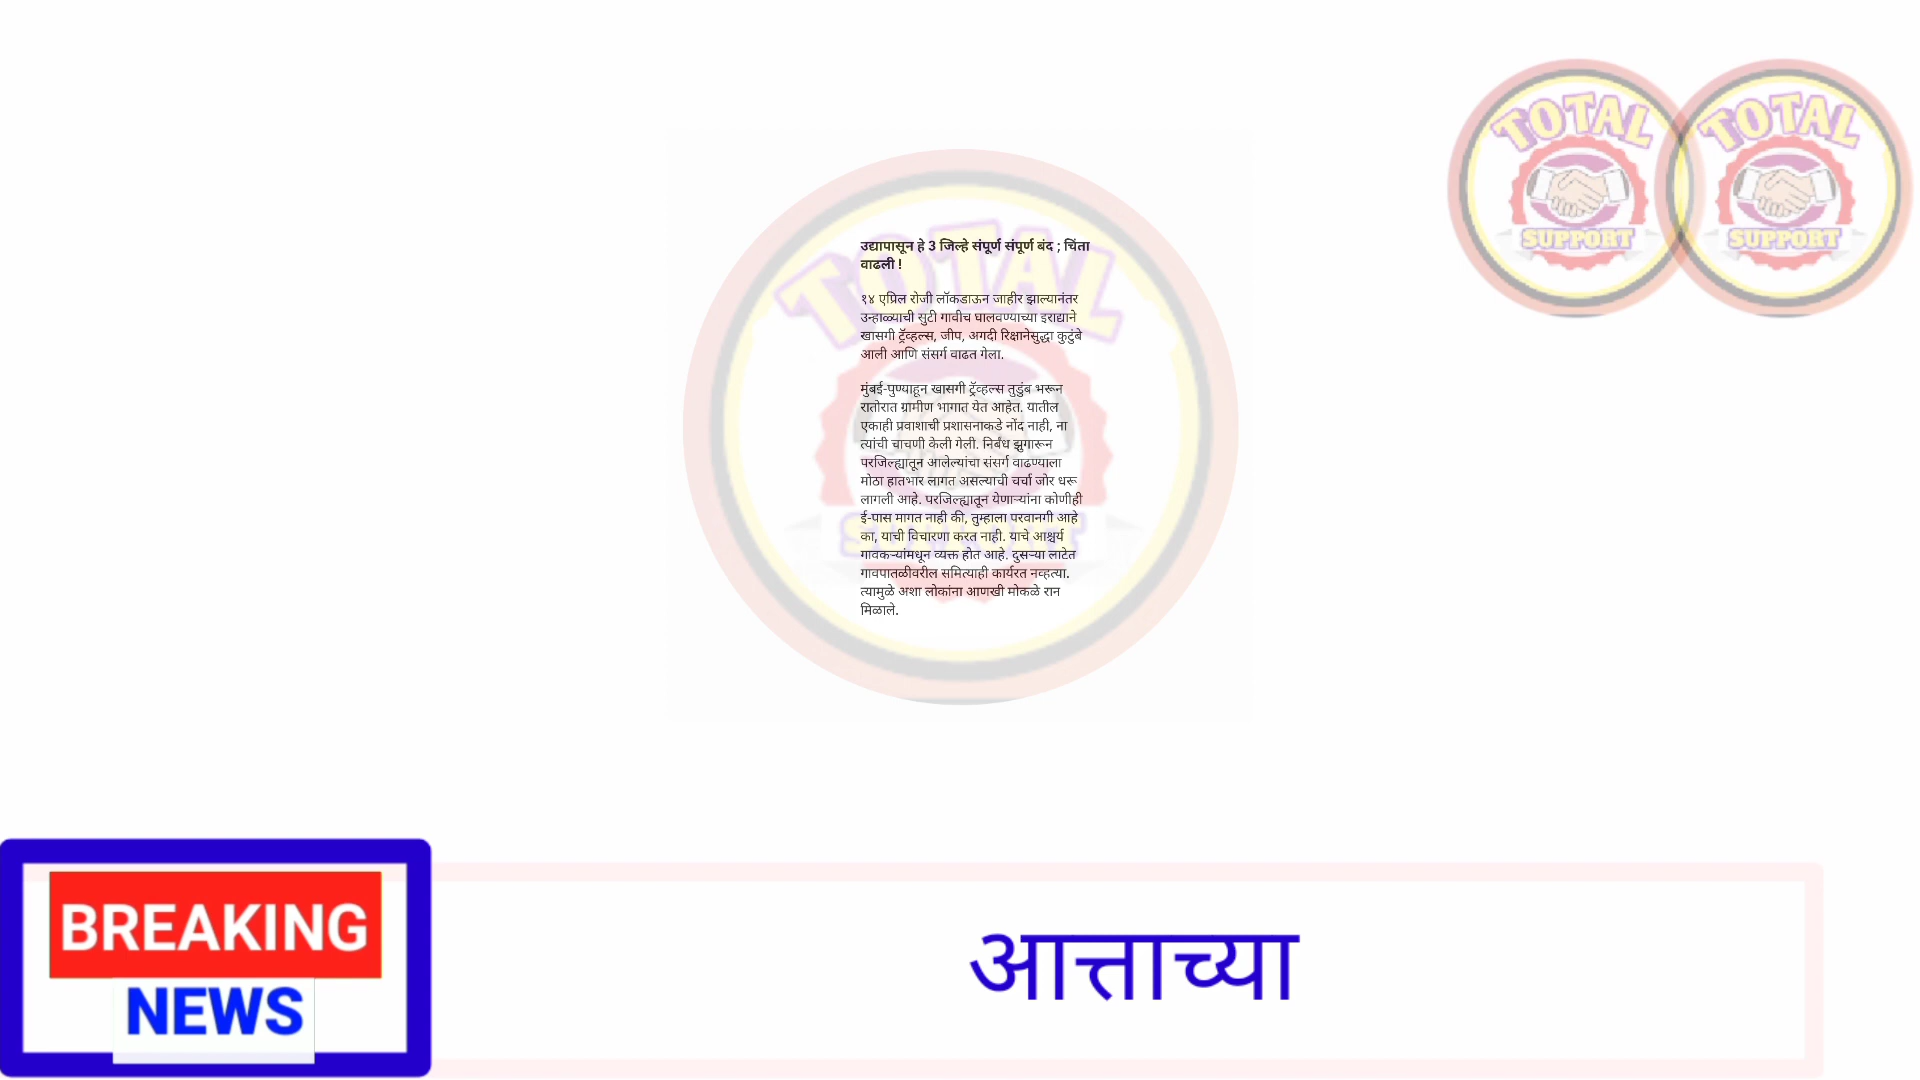 TOTAL
SUPPORT
TOTAL
SUPPORT
TOTAL
SUPPORT
उद्यापासून हे 3 जिल्हे संपूर्ण संपूर्ण बंद ; चिंता
वाढली !
१४ एप्रिल रोजी लॉकडाऊन जाहीर झाल्यानंतर
उन्हाळ्याची सुटी गावीच घालवण्याच्या इराद्याने
खासगी ट्रॅव्हल्स, जीप, अगदी रिक्षानेसुद्धा कुटुंबे
आली आणि संसर्ग वाढत गेला.
मुंबई-पुण्याहून खासगी ट्रॅव्हल्स तुडुंब भरून
रातोरात ग्रामीण भागात येत आहेत. यातील
एकाही प्रवाशाची प्रशासनाकडे नोंद नाही, ना
त्यांची चाचणी केली गेली. निर्बंध झुगारून
परजिल्ह्यातून आलेल्यांचा संसर्ग वाढण्याला
मोठा हातभार लागत असल्याची चर्चा जोर धरू
लागली आहे. परजिल्ह्यातून येणाऱ्यांना कोणीही
ई-पास मागत नाही की, तुम्हाला परवानगी आहे
का, याची विचारणा करत नाही. याचे आश्चर्य
गावकऱ्यांमधून व्यक्त होत आहे. दुसऱ्या लाटेत
गावपातळीवरील समित्याही कार्यरत नव्हत्या.
त्यामुळे अशा लोकांना आणखी मोकळे रान
मिळाले.
BREAKING
NEWS
आत्ताच्या